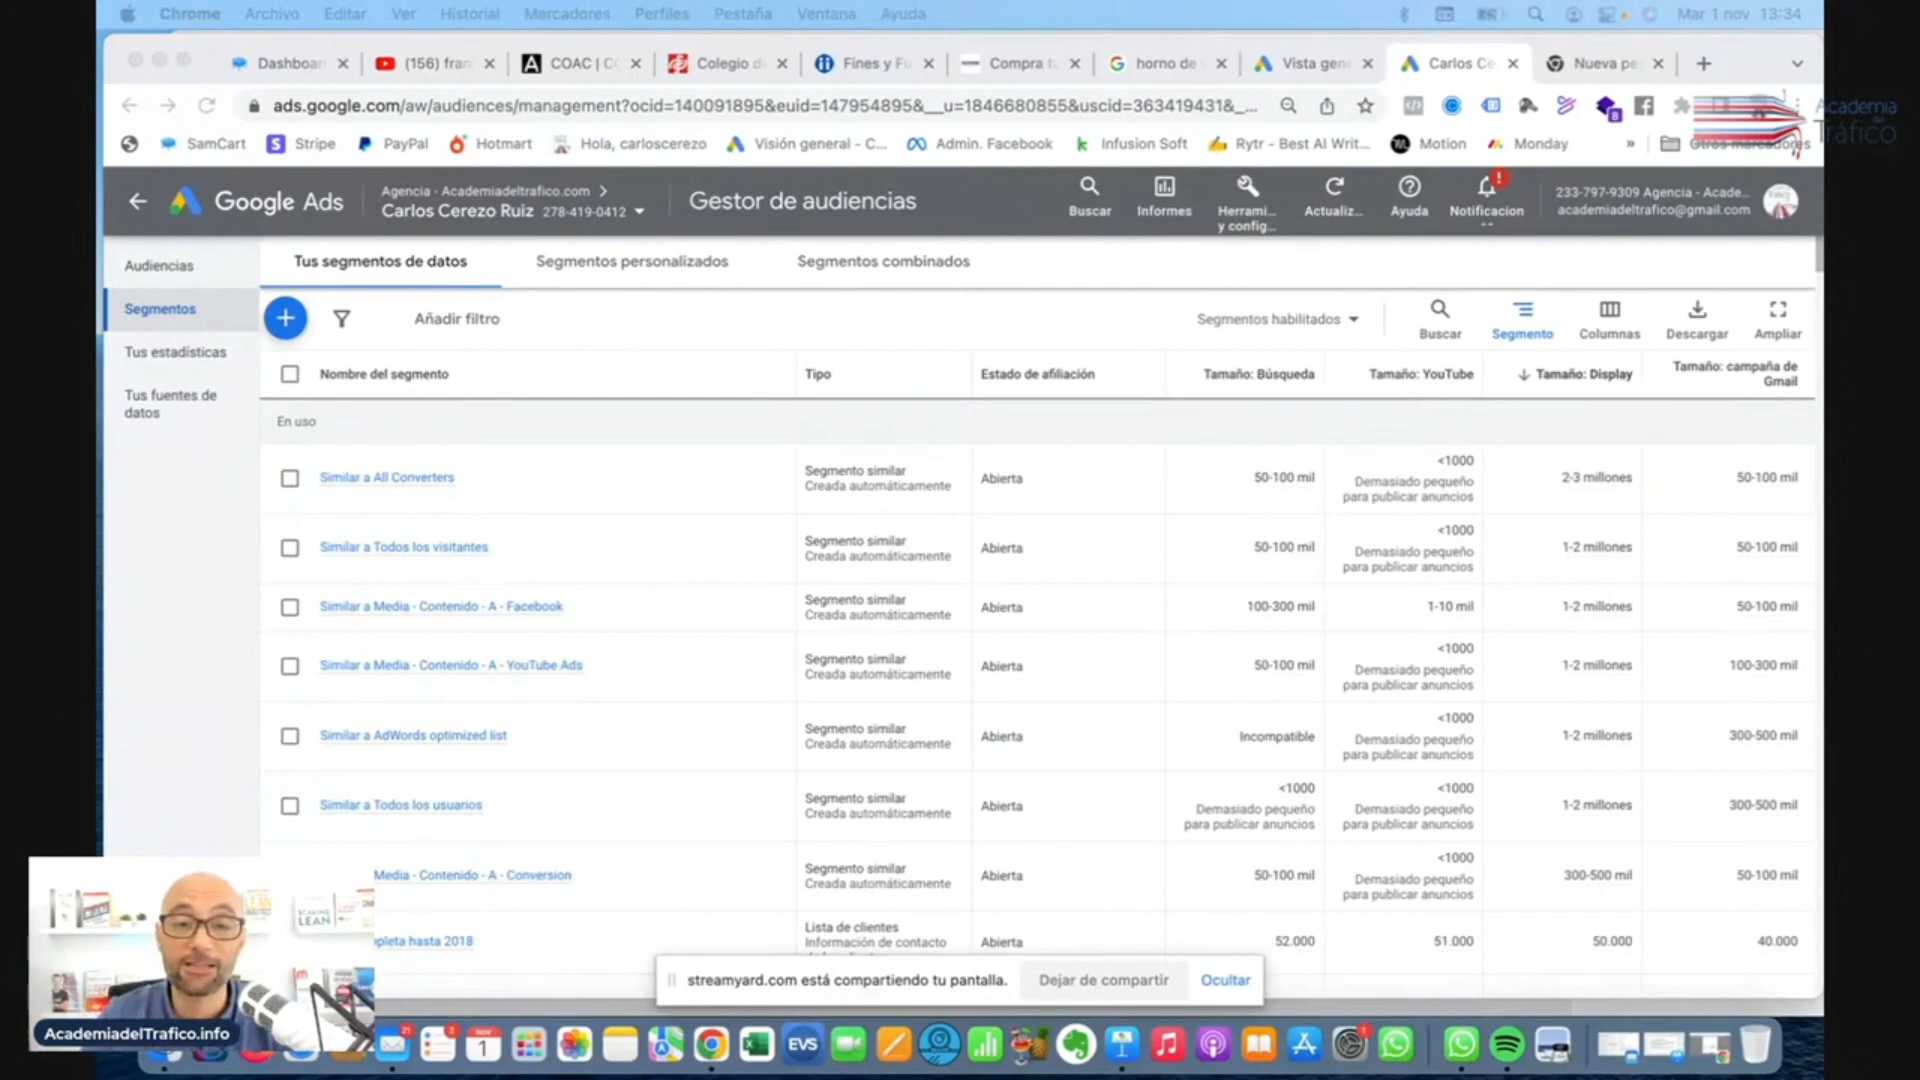 Chrome Archivo Editar Ver Historial Marcadores Perfiles Pestaña Ventana Ayuda Mar 1 nov 13:34
Dashboar (156) fran COAC | C Colegio d Fines y Fu Compra t horno de Vista gen Carlos Ce Nueva pe
ads.google.com/aw/audiences/management?ocid=140091895&euid=147954895&__u=1846680855&uscid=363419431&_...
Academia del Tráfico
SamCart Stripe PayPal Hotmart Hola, carloscerezo Visión general - C... Admin. Facebook Infusion Soft Rytr - Best AI Writ... Motion Monday » Otros marcadores
Google Ads
Agencia - Academiadeltrafico.com
Carlos Cerezo Ruiz 278-419-0412
Gestor de audiencias
Buscar
Informes
Herrami... y config...
Actualiz...
Ayuda
Notificacion
233-797-9309 Agencia - Acade...
academiadeltrafico@gmail.com
Audiencias
Segmentos
Tus estadísticas
Tus fuentes de
datos
Tus segmentos de datos Segmentos personalizados Segmentos combinados
Añadir filtro
Segmentos habilitados
Buscar Segmento Columnas Descargar Ampliar
Nombre del segmento Tipo Estado de afiliación Tamaño: Búsqueda Tamaño: YouTube Tamaño: Display Tamaño: campaña de Gmail
En uso
Similar a All Converters
Segmento similar
Creada automáticamente
Abierta
50-100 mil
<1000
Demasiado pequeño
para publicar anuncios
2-3 millones
50-100 mil
Similar a Todos los visitantes
Segmento similar
Creada automáticamente
Abierta
50-100 mil
<1000
Demasiado pequeño
para publicar anuncios
1-2 millones
50-100 mil
Similar a Media - Contenido - A - Facebook
Segmento similar
Creada automáticamente
Abierta
100-300 mil
1-10 mil
1-2 millones
50-100 mil
Similar a Media - Contenido - A - YouTube Ads
Segmento similar
Creada automáticamente
Abierta
50-100 mil
<1000
Demasiado pequeño
para publicar anuncios
1-2 millones
100-300 mil
Similar a AdWords optimized list
Segmento similar
Creada automáticamente
Abierta
Incompatible
<1000
Demasiado pequeño
para publicar anuncios
1-2 millones
300-500 mil
Similar a Todos los usuarios
Segmento similar
Creada automáticamente
Abierta
<1000
Demasiado pequeño
para publicar anuncios
<1000
Demasiado pequeño
para publicar anuncios
1-2 millones
300-500 mil
Media - Contenido - A - Conversion
Segmento similar
Creada automáticamente
Abierta
50-100 mil
<1000
Demasiado pequeño
para publicar anuncios
300-500 mil
50-100 mil
pleta hasta 2018
Lista de clientes
Información de contacto
Abierta
52.000
51.000
50.000
40.000
streamyard.com está compartiendo tu pantalla. Dejar de compartir Ocultar
SCALING
LEAN
AcademiadelTrafico.info
21
2
NOV
1
EVS
1